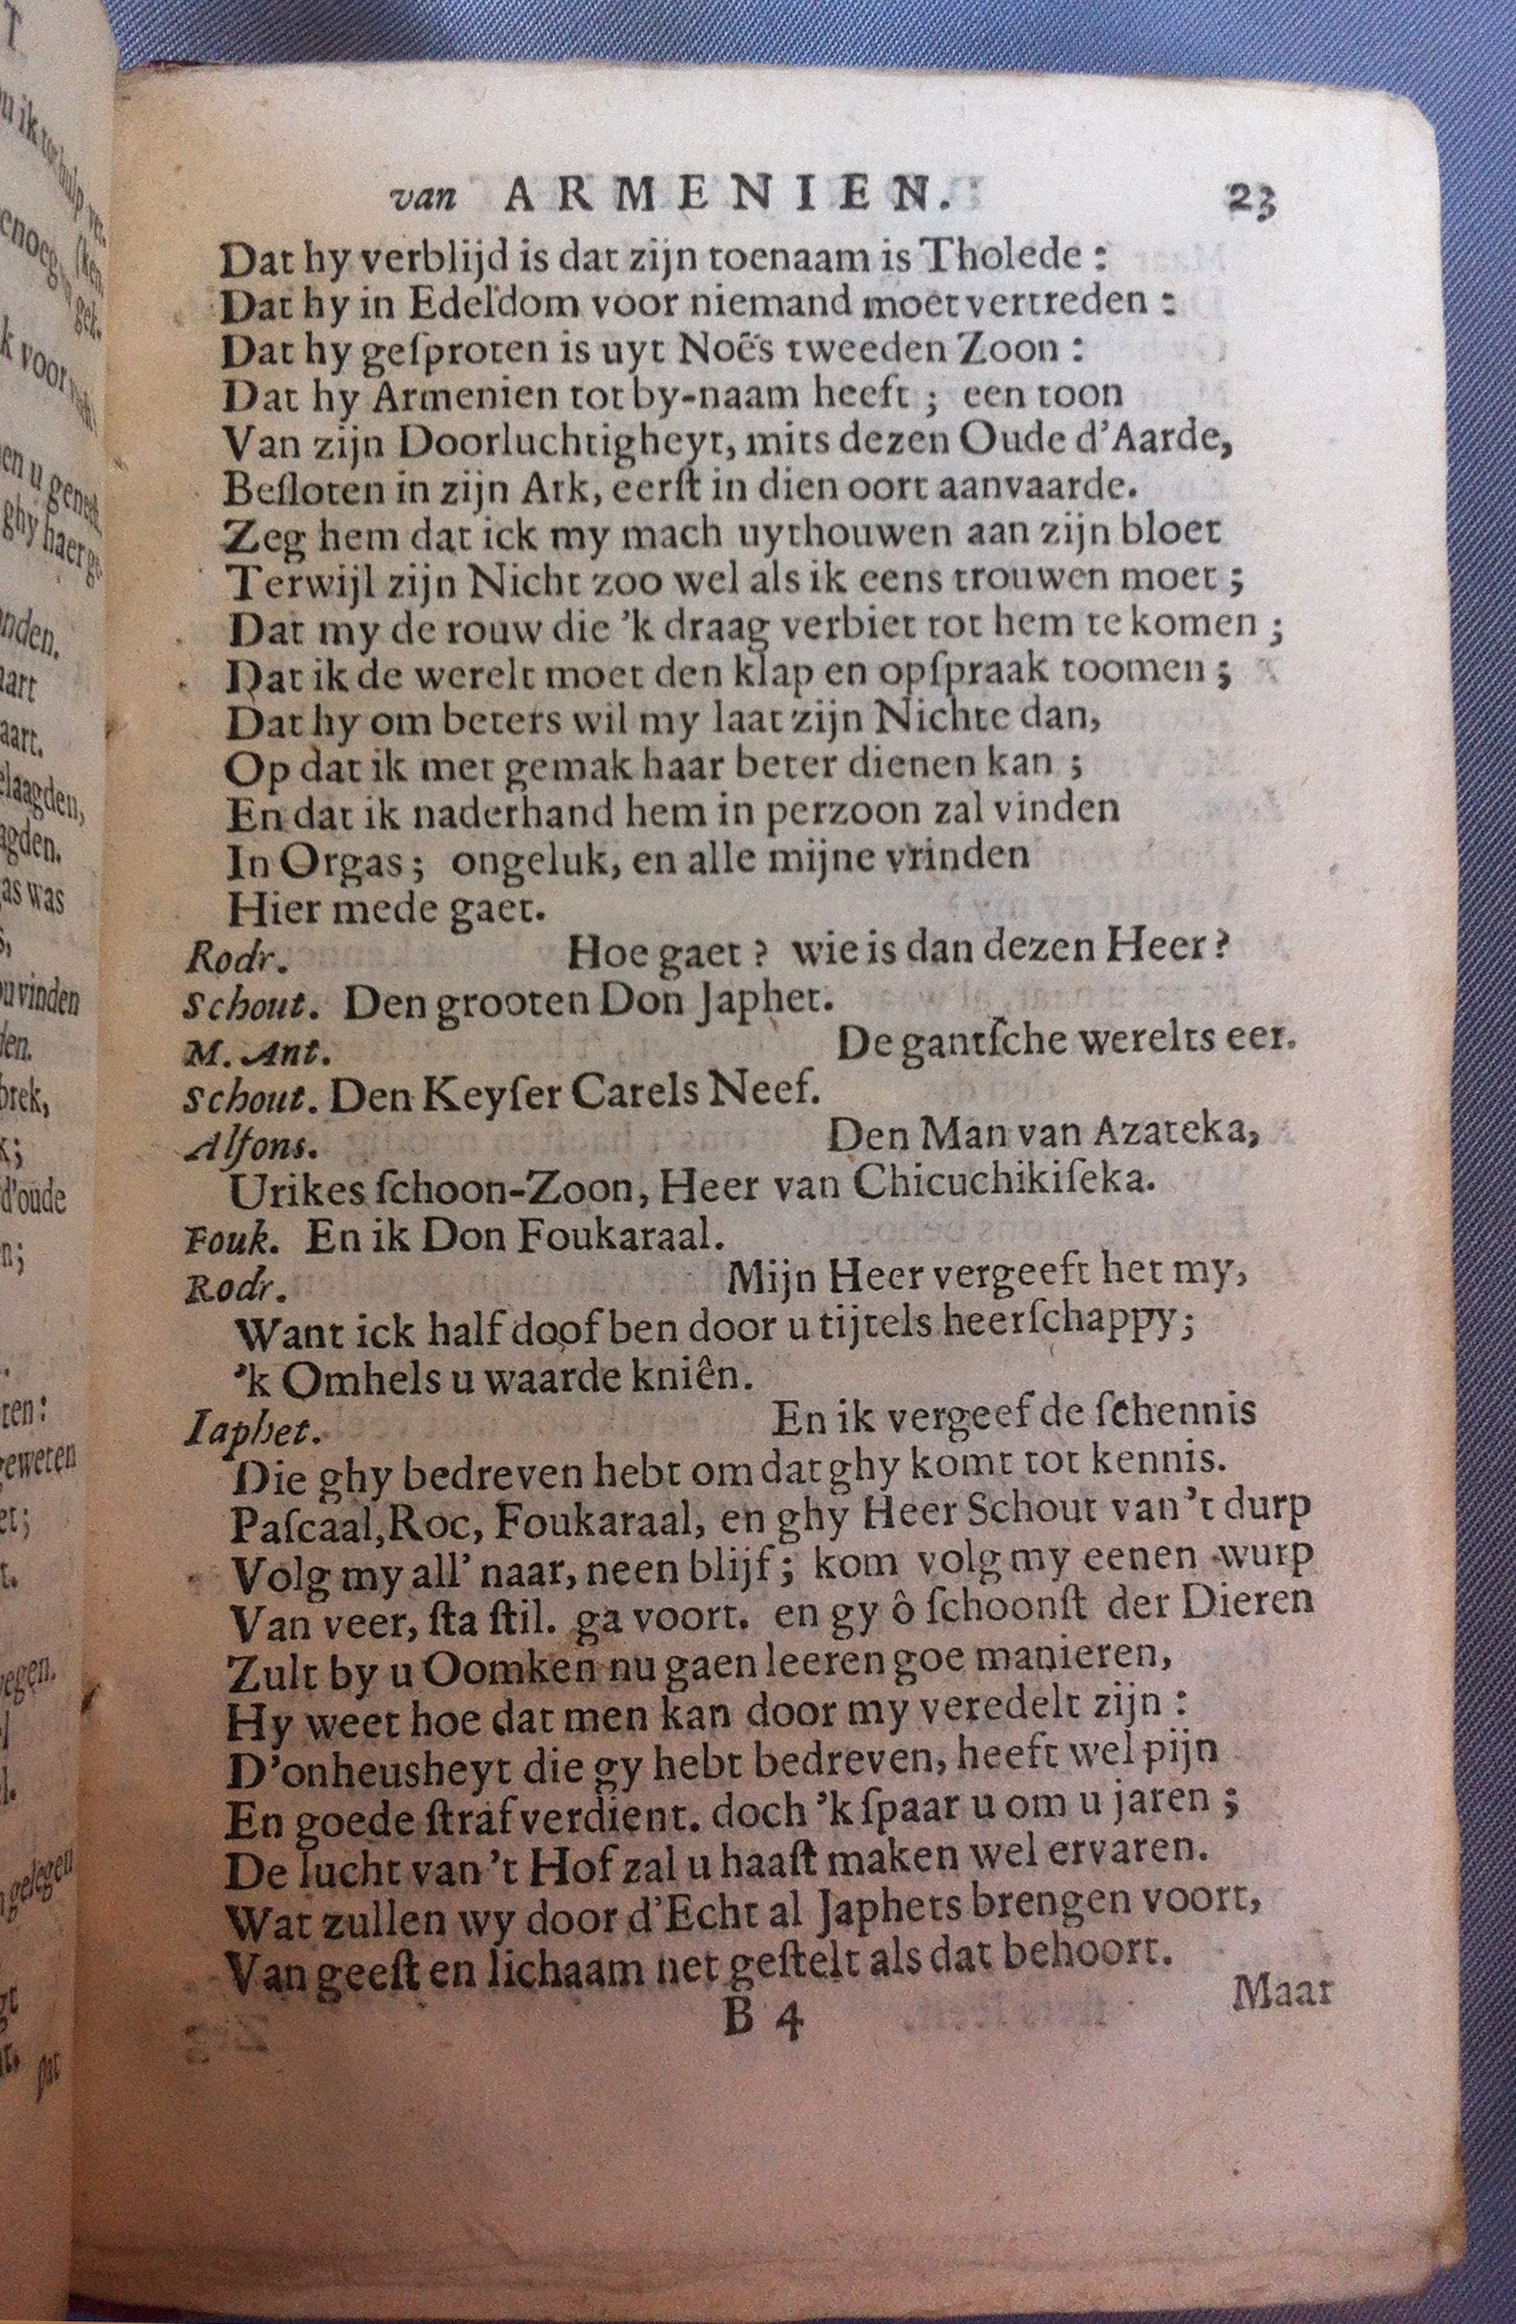 van ARMENIEN. 23
Dat hy verblijd is dat zijn toenaam is Tholede :
Dat hy in Edel'dom voor niemand moet vertreden :
Dat hy geſproten is uyt Noë's tweeden Zoon :
Dat hy Armenien tot by-naam heeft ; een toon
Van zijn Doorluchtigheyt, mits dezen Oude d'Aarde,
Beſloten in zijn Ark, eerſt in dien oort aanvaarde.
Zeg hem dat ick my mach uythouwen aan zijn bloet
Terwijl zijn Nicht zoo wel als ik eens trouwen moet ;
Dat my de rouw die 'k draag verbiet tot hem te komen ;
Dat ik de werelt moet den klap en opſpraak toomen ;
Dat hy om beters wil my laat zijn Nichte dan,
Op dat ik met gemak haar beter dienen kan ;
En dat ik naderhand hem in perzoon zal vinden
In Orgas ; ongeluk, en alle mijne vrinden
Hier mede gaet.
Rodr. Hoe gaet ? wie is dan dezen Heer ?
Schout. Den grooten Don Japhet.
M. Ant. De gantſche werelts eer.
Schout. Den Keyſer Carels Neef.
Alfons. Den Man van Azateka,
Urikes ſchoon-Zoon, Heer van Chicuchikiſeka.
Fouk. En ik Don Foukaraal.
Rodr. Mijn Heer vergeeft het my,
Want ick half doof ben door u tijtels heerſchappy ;
'k Omhels u waarde kniên.
Iaphet. En ik vergeef de ſchennis
Die ghy bedreven hebt om dat ghy komt tot kennis.
Paſcaal, Roc, Foukaraal, en ghy Heer Schout van 't durp
Volg my all' naar, neen blijf ; kom volg my eenen wurp
Van veer, ſta ſtil. ga voort. en gy ô ſchoonſt der Dieren
Zult by u Oomken nu gaen leeren goe manieren,
Hy weet hoe dat men kan door my veredelt zijn :
D'onheusheyt die gy hebt bedreven, heeft wel pijn
En goede ſtraf verdient. doch 'k ſpaar u om u jaren ;
De lucht van 't Hof zal u haaſt maken wel ervaren.
Wat zullen wy door d'Echt al Japhets brengen voort,
Van geeſt en lichaam net geſtelt als dat behoort.
B 4 Maar